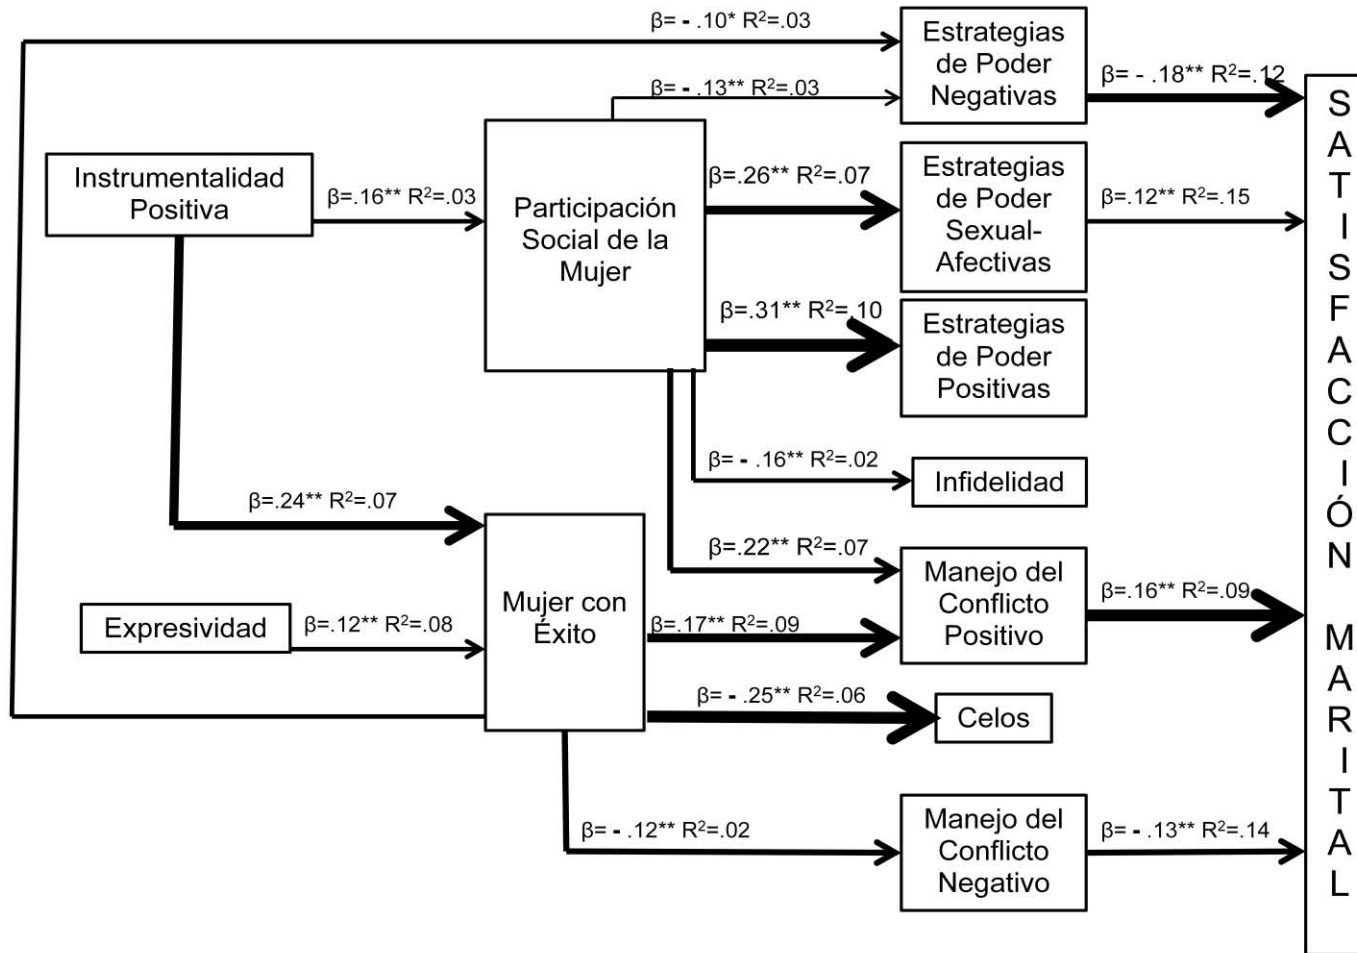 β= - .10* R²=.03
Estrategias
de Poder
Negativas
β= - .18** R²=.12
β= - .13** R²=.03
Instrumentalidad
Positiva
β=.16** R²=.03
Participación
Social de la
Mujer
β=.26** R²=.07
Estrategias
de Poder
Sexual-
Afectivas
β=.12** R²=.15
β=.31** R²=.10
Estrategias
de Poder
Positivas
β= - .16** R²=.02
Infidelidad
β=.24** R²=.07
β=.22** R²=.07
Manejo del
Conflicto
Positivo
β=.16** R²=.09
Expresividad
β=.12** R²=.08
Mujer con
Éxito
β=.17** R²=.09
β= - .25** R²=.06
Celos
β= - .12** R²=.02
Manejo del
Conflicto
Negativo
β= - .13** R²=.14
SATISFACCIÓN MARITAL